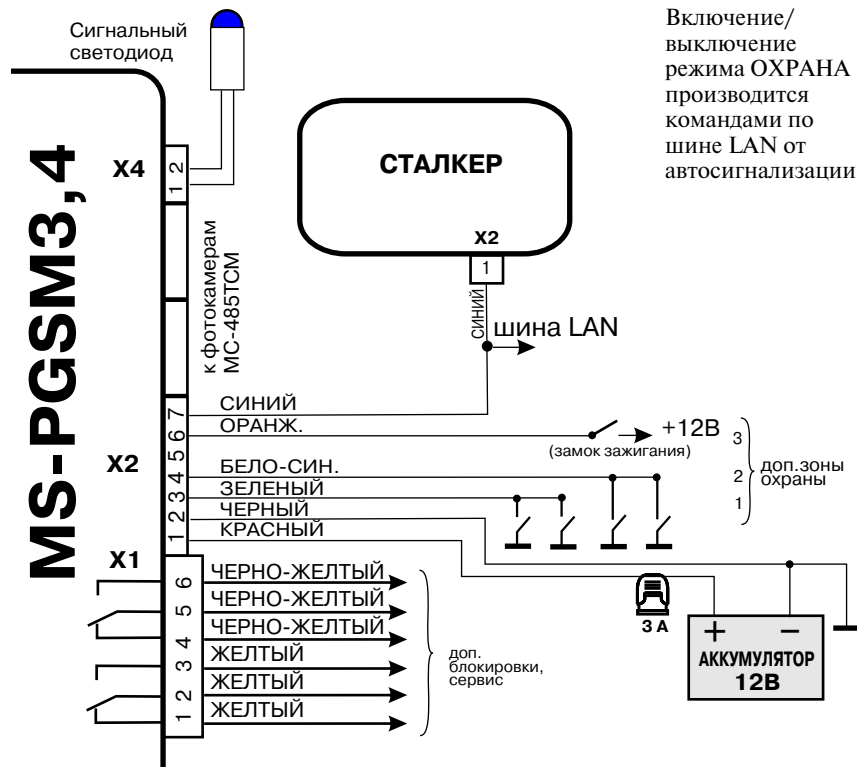 Сигнальный
светодиод
Включение/
выключение
режима ОХРАНА
производится
командами по
шине LAN от
автосигнализации
MS-PGSM3,4
X4
2
1
СТАЛКЕР
X2
1
СИНИЙ
шина LAN
к фотокамерам
МС-485ТСМ
X2
7
СИНИЙ
6
ОРАНЖ.
+12В
(замок зажигания)
3
5
4
БЕЛО-СИН.
2
3
ЗЕЛЕНЫЙ
1
доп.зоны
охраны
2
ЧЕРНЫЙ
1
КРАСНЫЙ
X1
6
ЧЕРНО-ЖЕЛТЫЙ
5
ЧЕРНО-ЖЕЛТЫЙ
4
ЧЕРНО-ЖЕЛТЫЙ
3
ЖЕЛТЫЙ
2
ЖЕЛТЫЙ
1
ЖЕЛТЫЙ
доп.
блокировки,
сервис
3 А
+ −
АККУМУЛЯТОР
12В